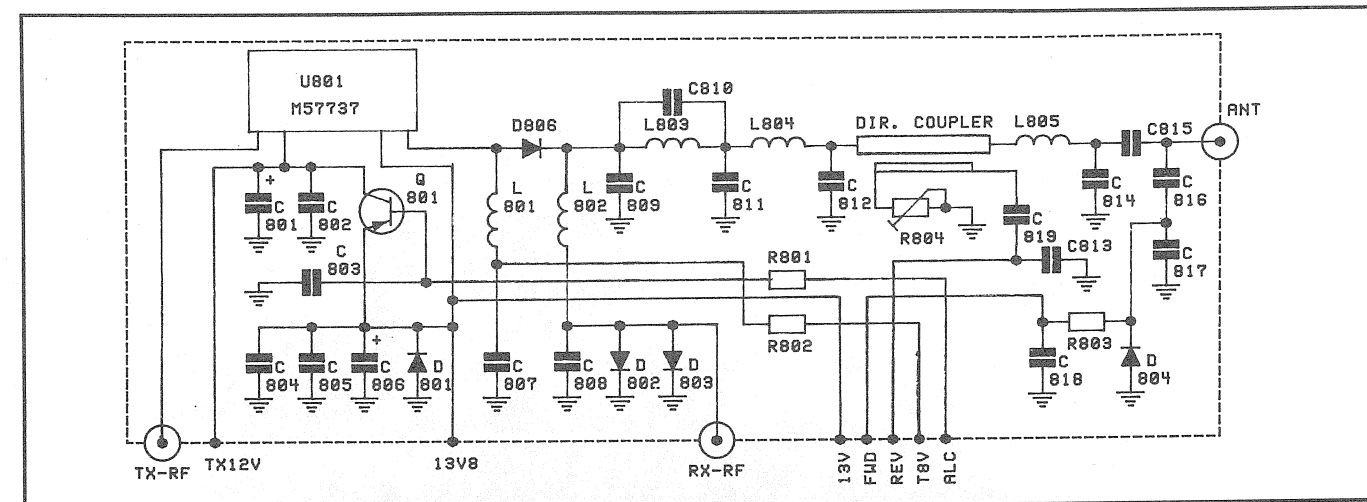 U801
M57737
C810
ANT
D806
L803
L804
DIR. COUPLER
L805
C815
+
C
801
C
802
Q
801
L
801
L
802
C
809
C
811
C
812
R804
C
819
C
814
C
816
C813
C
817
C
803
R801
R802
R803
C
804
C
805
+
C
806
D
801
C
807
C
808
D
802
D
803
C
818
D
804
TX-RF
TX12V
13V8
RX-RF
13V
FWD
REV
T8V
ALC